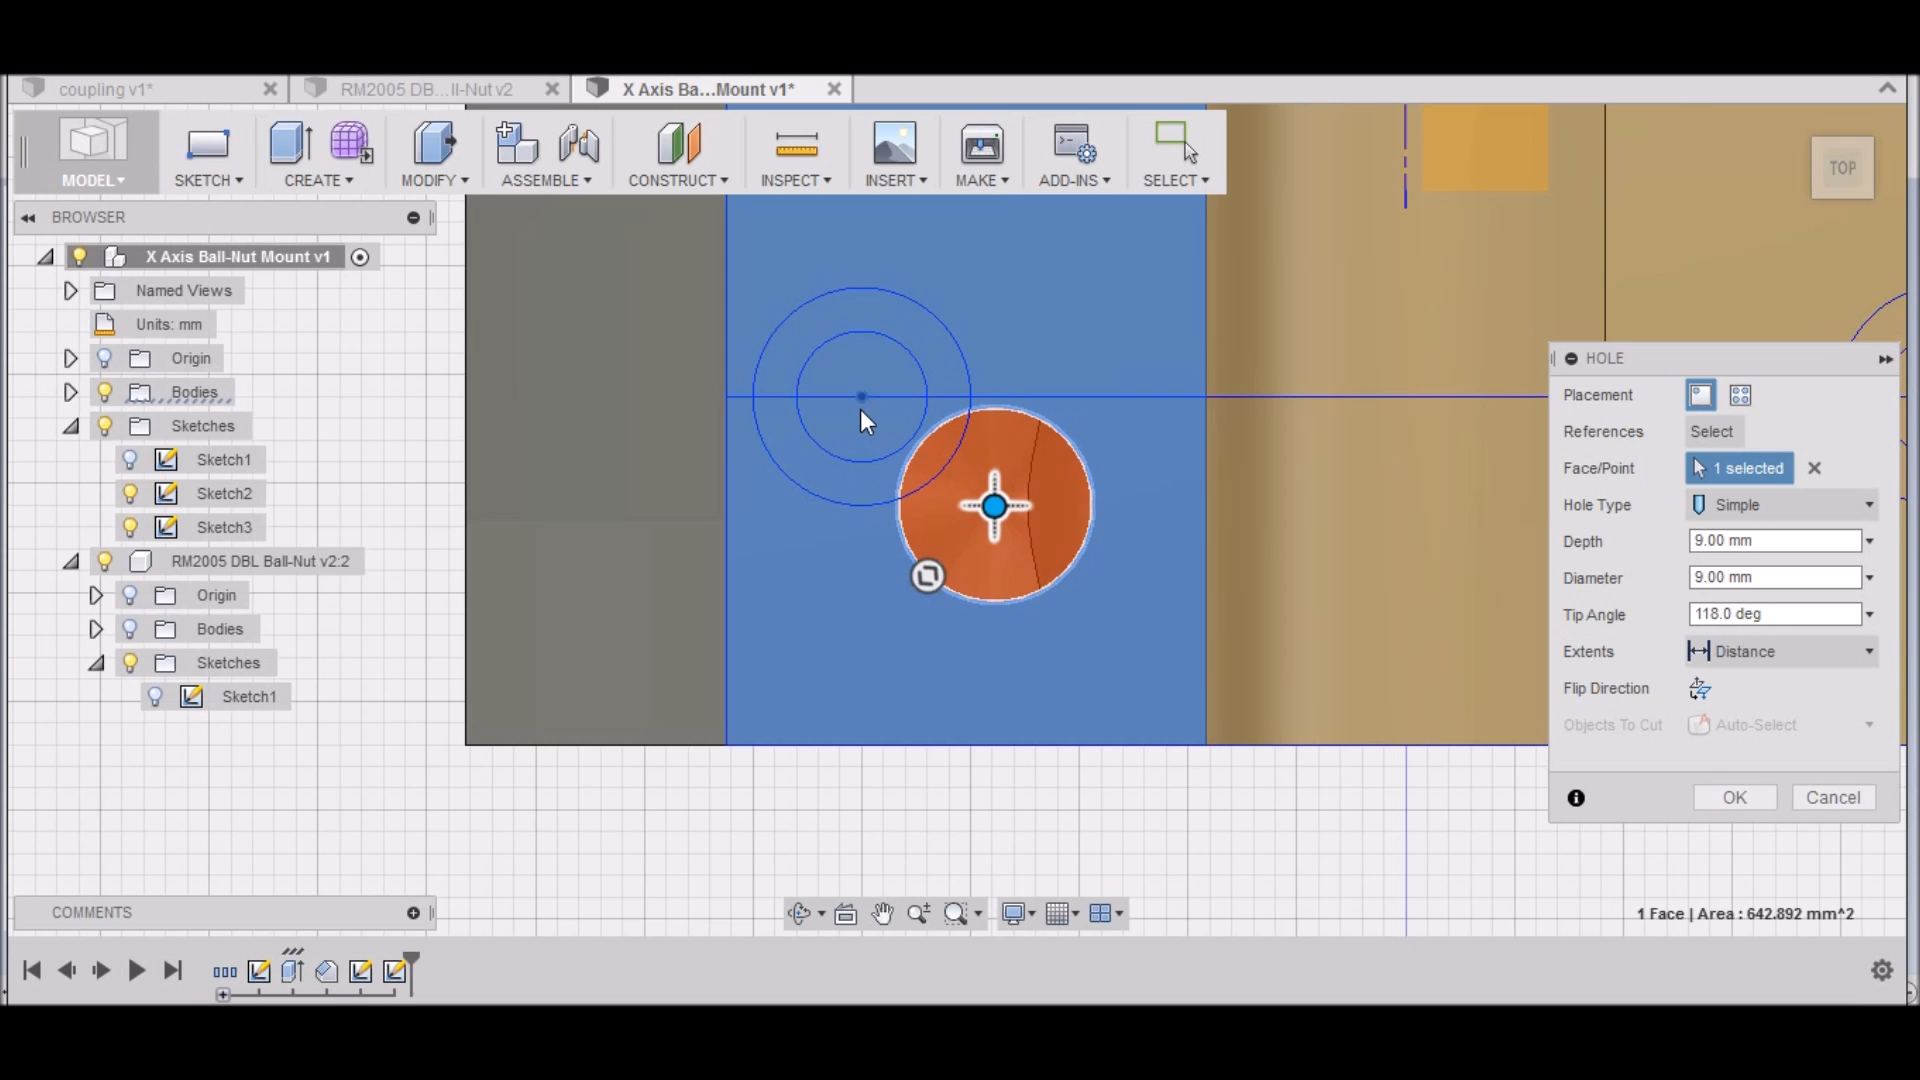 coupling v1*
RM2005 DB...ll-Nut v2
X Axis Ba...Mount v1*
MODEL
SKETCH
CREATE
MODIFY
ASSEMBLE
CONSTRUCT
INSPECT
INSERT
MAKE
ADD-INS
SELECT
TOP
BROWSER
X Axis Ball-Nut Mount v1
Named Views
Units: mm
Origin
Bodies
Sketches
Sketch1
Sketch2
Sketch3
RM2005 DBL Ball-Nut v2:2
Origin
Bodies
Sketches
Sketch1
HOLE
Placement
References Select
Face/Point 1 selected
Hole Type Simple
Depth 9.00 mm
Diameter 9.00 mm
Tip Angle 118.0 deg
Extents Distance
Flip Direction
Objects To Cut Auto-Select
OK Cancel
COMMENTS
1 Face | Area : 642.892 mm^2